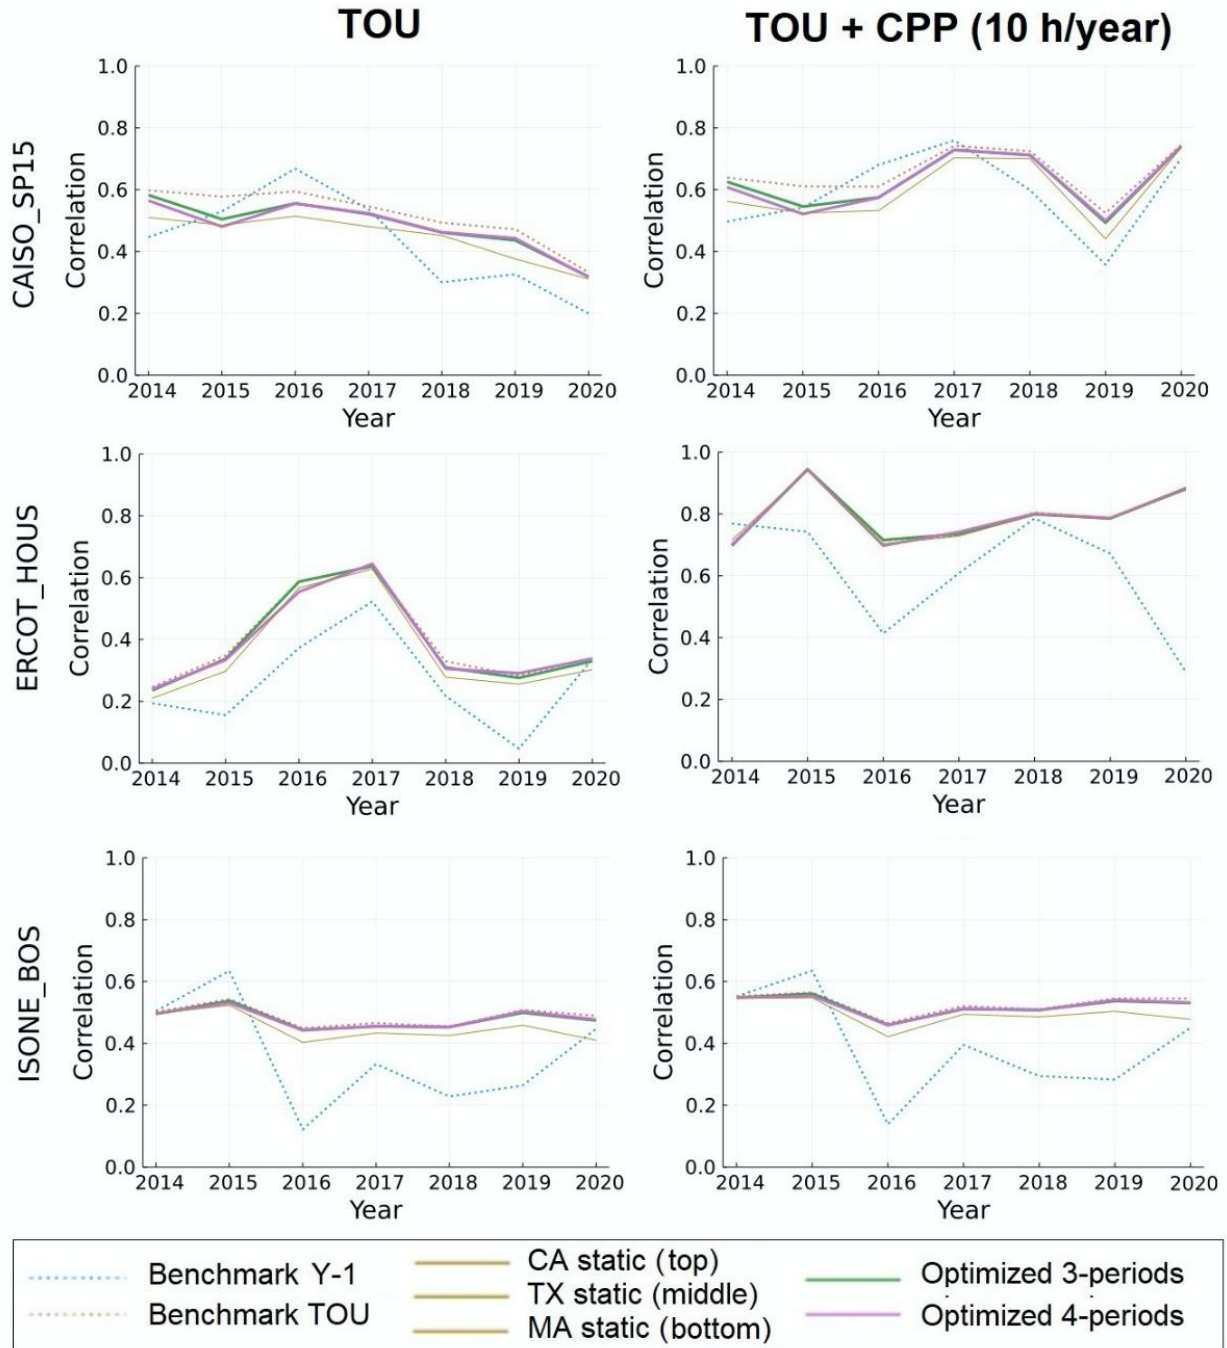 TOU
TOU + CPP (10 h/year)
CAISO_SP15
Correlation
1.0
0.8
0.6
0.4
0.2
0.0
2014 2015 2016 2017 2018 2019 2020
Year
Correlation
1.0
0.8
0.6
0.4
0.2
0.0
2014 2015 2016 2017 2018 2019 2020
Year
ERCOT_HOUS
Correlation
1.0
0.8
0.6
0.4
0.2
0.0
2014 2015 2016 2017 2018 2019 2020
Year
Correlation
1.0
0.8
0.6
0.4
0.2
0.0
2014 2015 2016 2017 2018 2019 2020
Year
ISONE_BOS
Correlation
1.0
0.8
0.6
0.4
0.2
0.0
2014 2015 2016 2017 2018 2019 2020
Year
Correlation
1.0
0.8
0.6
0.4
0.2
0.0
2014 2015 2016 2017 2018 2019 2020
Year
Benchmark Y-1
Benchmark TOU
CA static (top)
TX static (middle)
MA static (bottom)
Optimized 3-periods
Optimized 4-periods